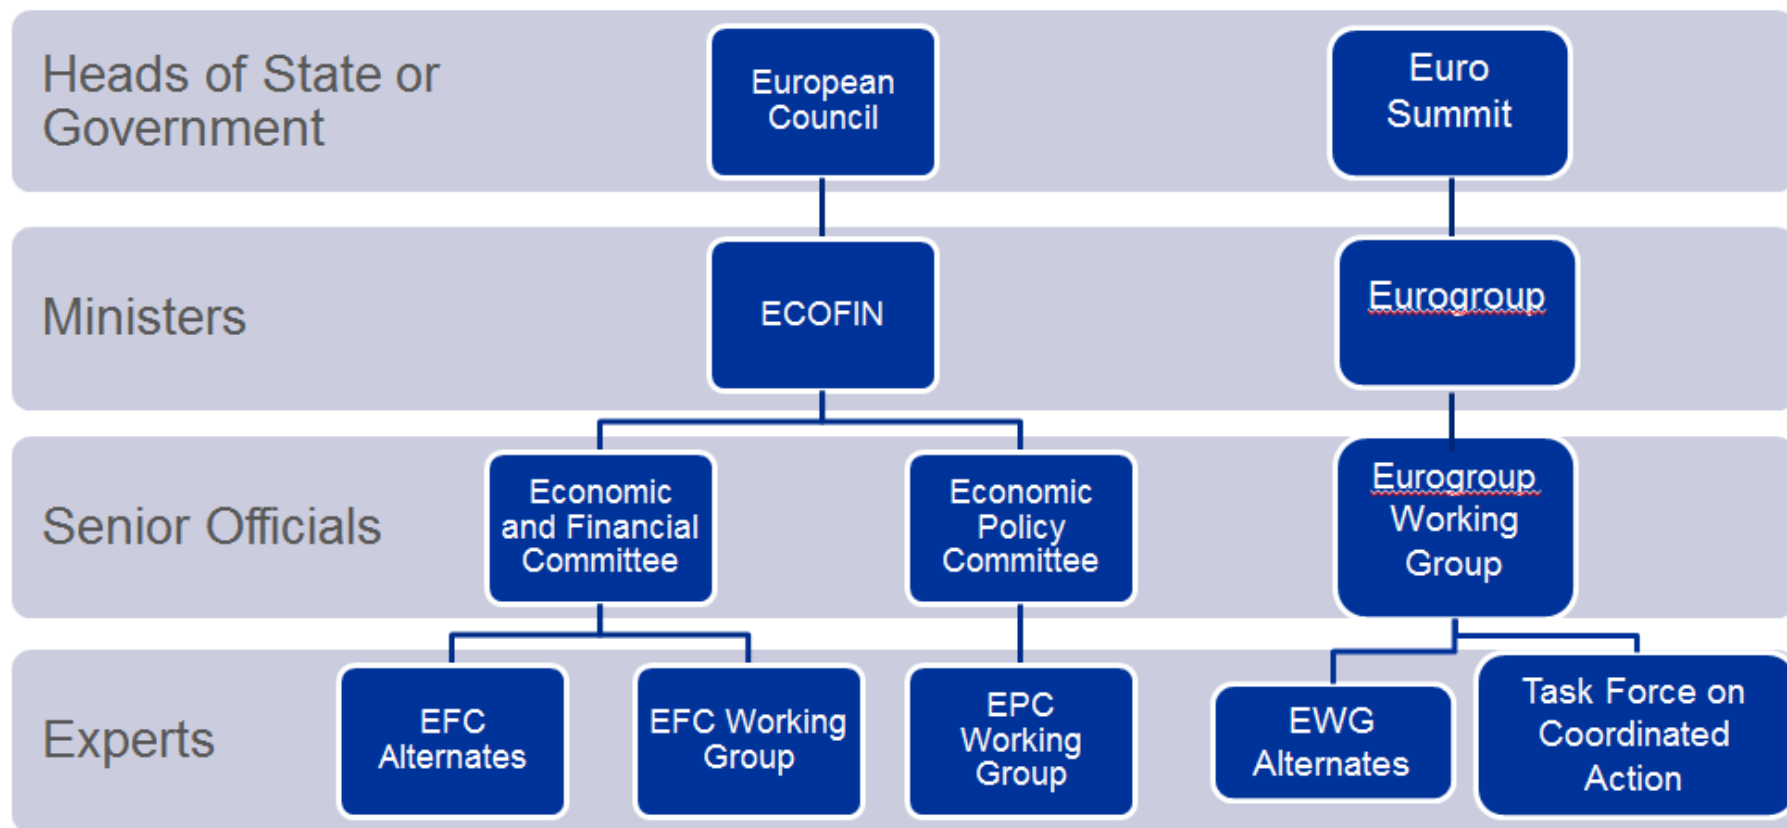 Heads of State or
Government
European
Council
Euro
Summit
Ministers
ECOFIN
Eurogroup
Senior Officials
Economic
and Financial
Committee
Economic
Policy
Committee
Eurogroup
Working
Group
Experts
EFC
Alternates
EFC Working
Group
EPC
Working
Group
EWG
Alternates
Task Force on
Coordinated
Action